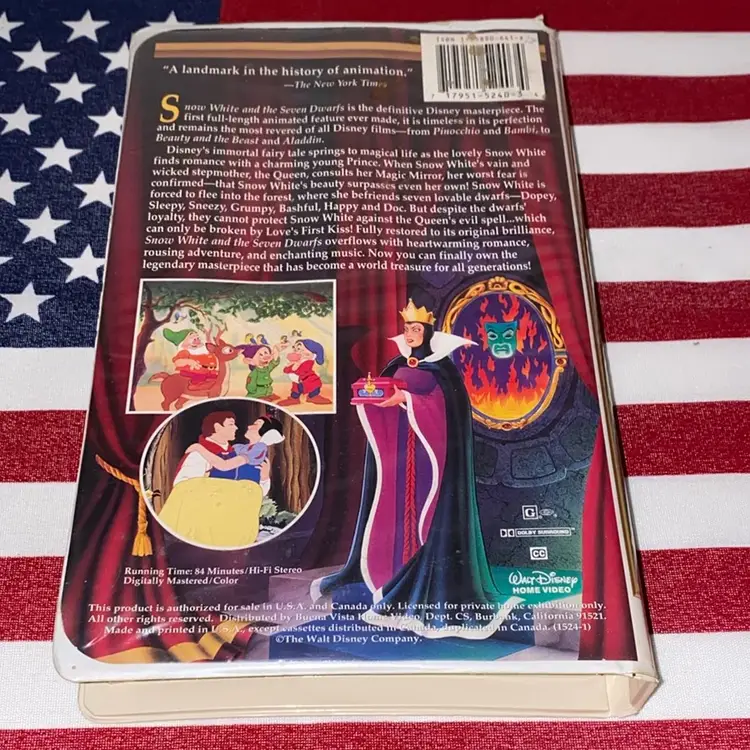 "A landmark in the history of animation."
—The New York Times
7 17951-5240-3 4
Snow White and the Seven Dwarfs is the definitive Disney masterpiece. The
first full-length animated feature ever made, it is timeless in its perfection
and remains the most revered of all Disney films—from Pinocchio and Bambi, to
Beauty and the Beast and Aladdin.
Disney's immortal fairy tale springs to magical life as the lovely Snow White
finds romance with a charming young Prince. When Snow White's vain and
wicked stepmother, the Queen, consults her Magic Mirror, her worst fear is
confirmed—that Snow White's beauty surpasses even her own! Snow White is
forced to flee into the forest, where she befriends seven lovable dwarfs—Dopey,
Sleepy, Sneezy, Grumpy, Bashful, Happy and Doc. But despite the dwarfs'
loyalty, they cannot protect Snow White against the Queen's evil spell...which
can only be broken by Love's First Kiss! Fully restored to its original brilliance,
Snow White and the Seven Dwarfs overflows with heartwarming romance,
rousing adventure, and enchanting music. Now you can finally own the
legendary masterpiece that has become a world treasure for all generations!
G
DOLBY SURROUND
CC
Walt Disney
HOME VIDEO
Running Time: 84 Minutes/Hi-Fi Stereo
Digitally Mastered/Color
This product is authorized for sale in U.S.A. and Canada only. Licensed for private home exhibition only.
All other rights reserved. Distributed by Buena Vista Home Video, Dept. CS, Burbank, California 91521.
Made and printed in U.S.A., except cassettes distributed in Canada, duplicated in Canada. (1524-1)
©The Walt Disney Company.